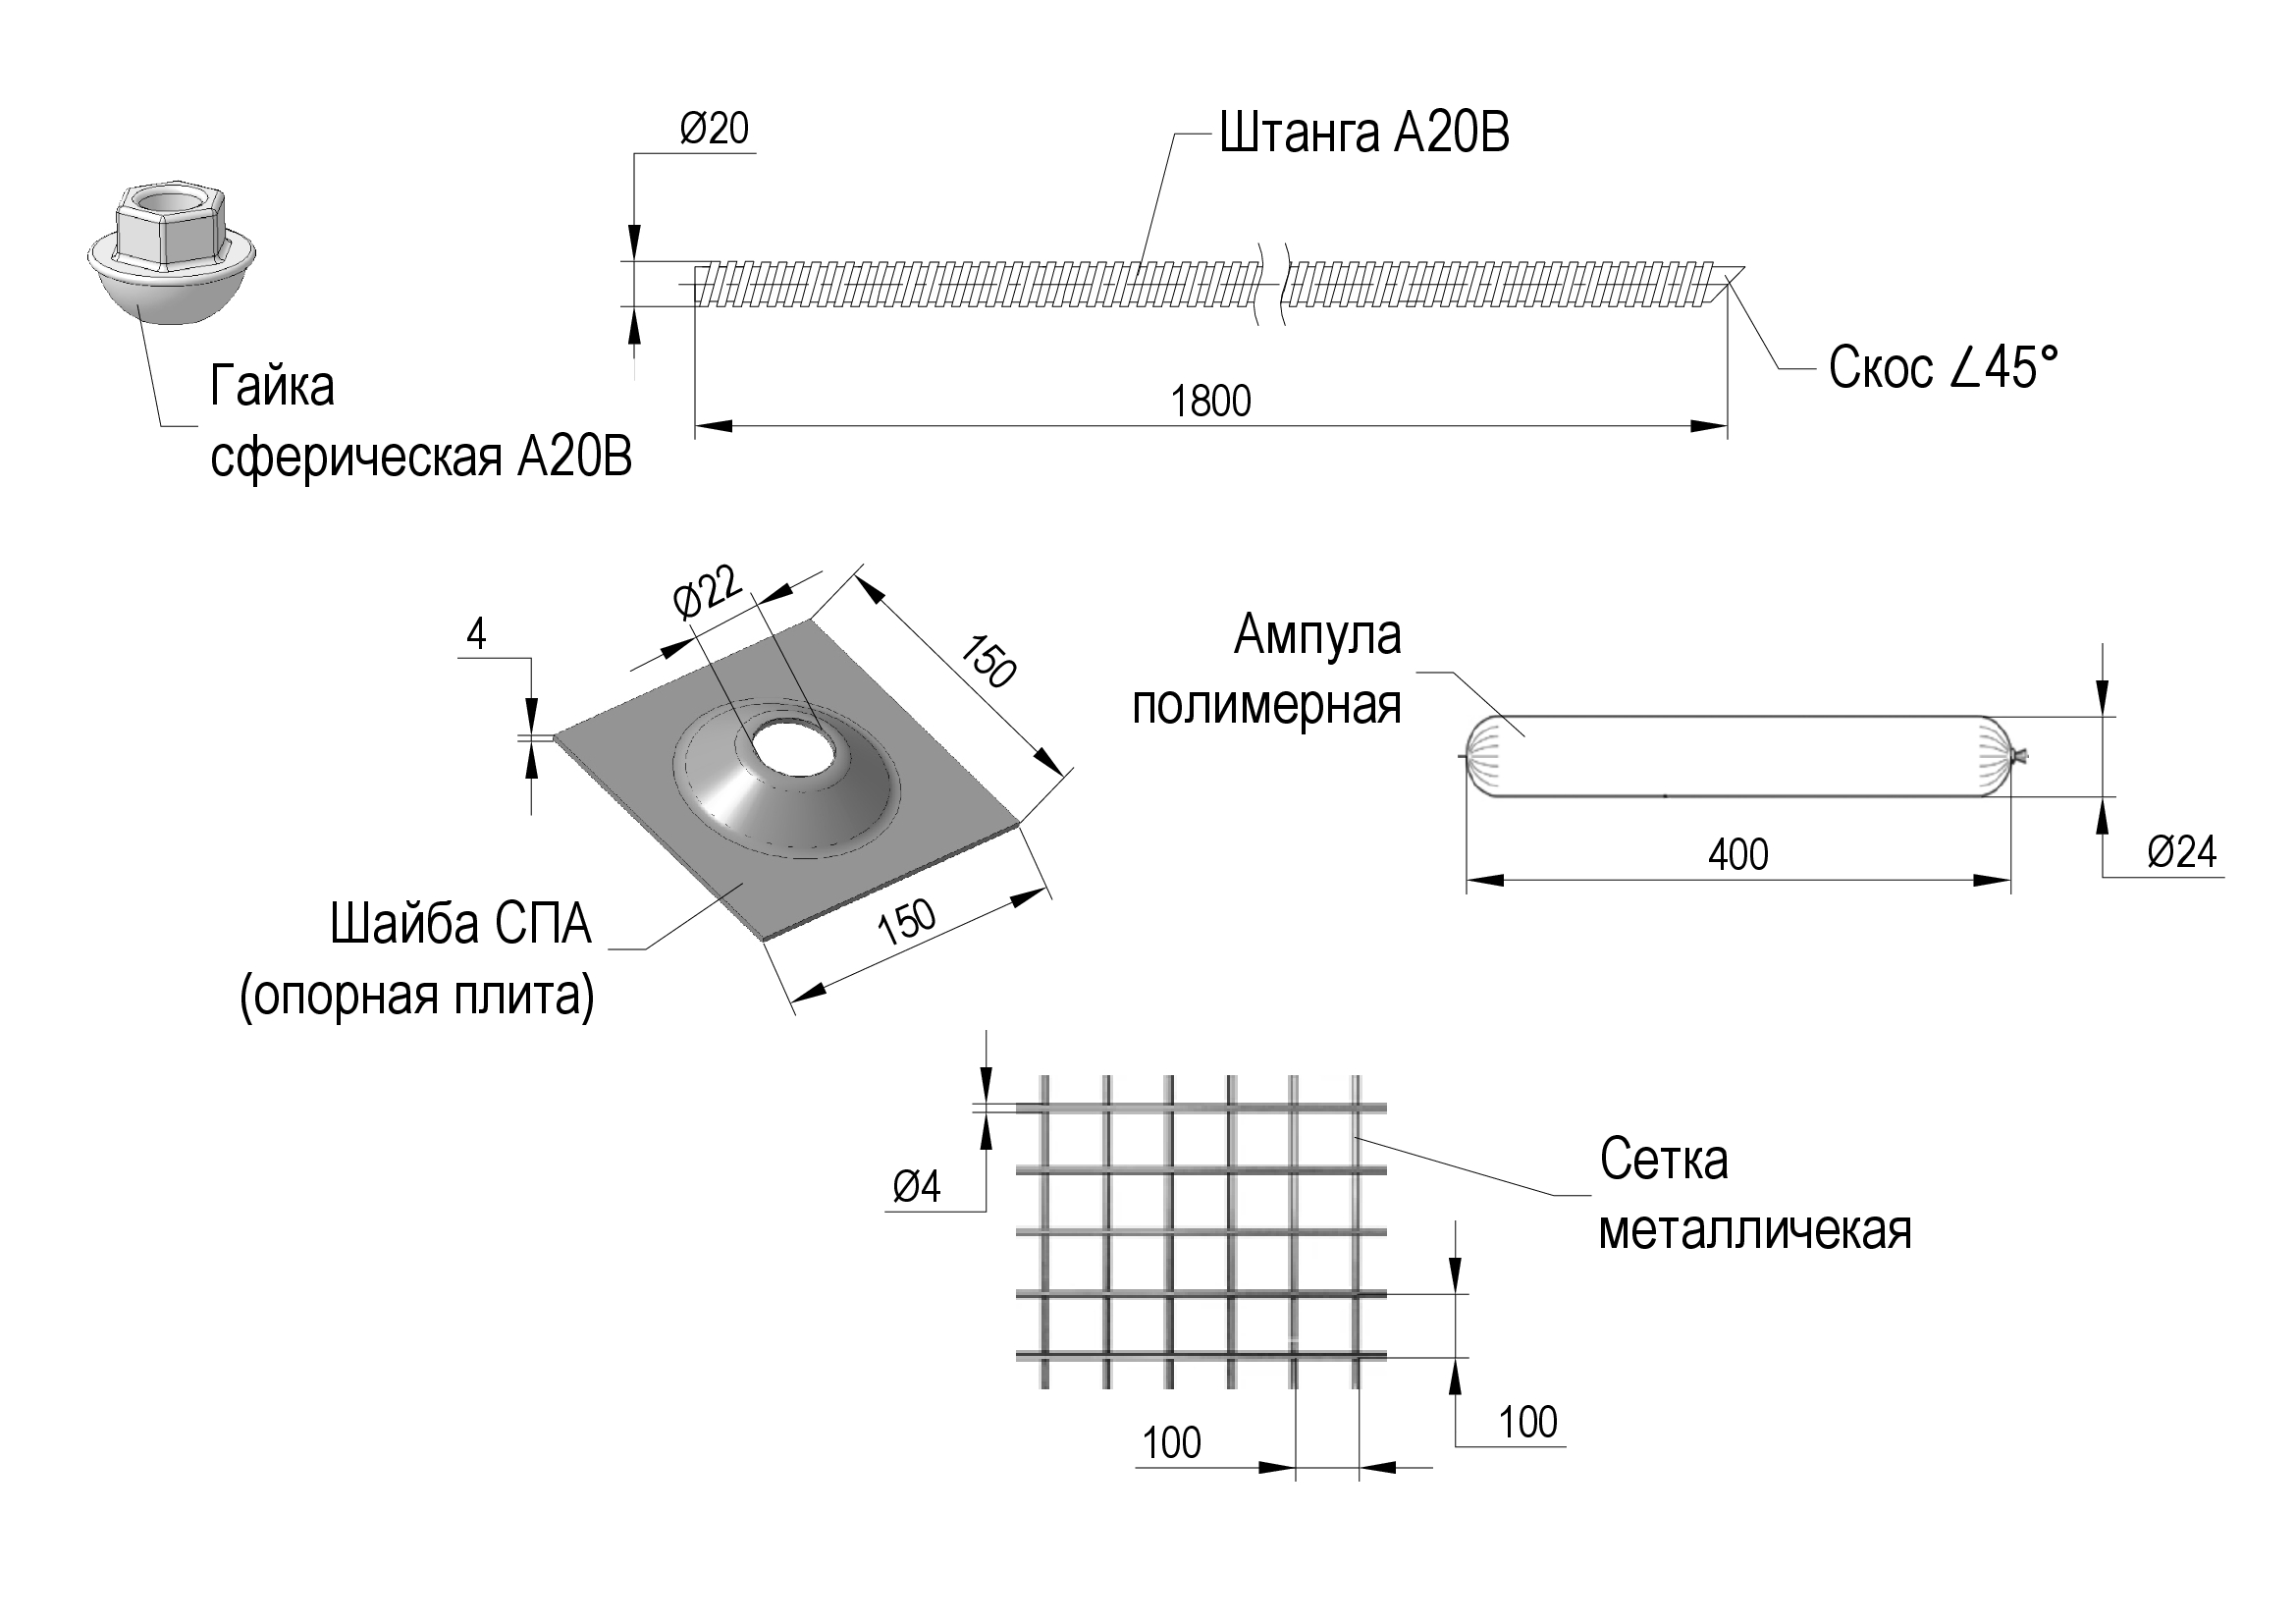 Ø20
Штанга А20В
Гайка
сферическая А20В
1800
Скос ∠45°
Ø22
4
150
Ампула
полимерная
400
Ø24
Шайба СПА
(опорная плита)
150
Ø4
Сетка
металличекая
100
100